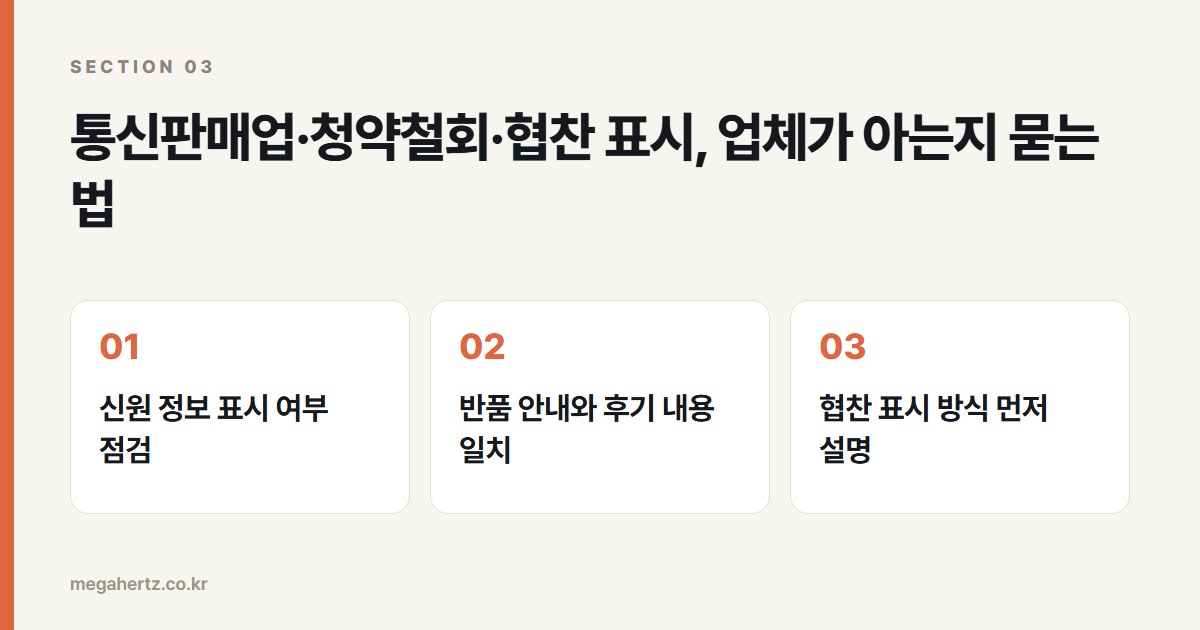 SECTION 03
통신판매업·청약철회·협찬 표시, 업체가 아는지 묻는
법
01
신원 정보 표시 여부
점검
02
반품 안내와 후기 내용
일치
03
협찬 표시 방식 먼저
설명
megahertz.co.kr